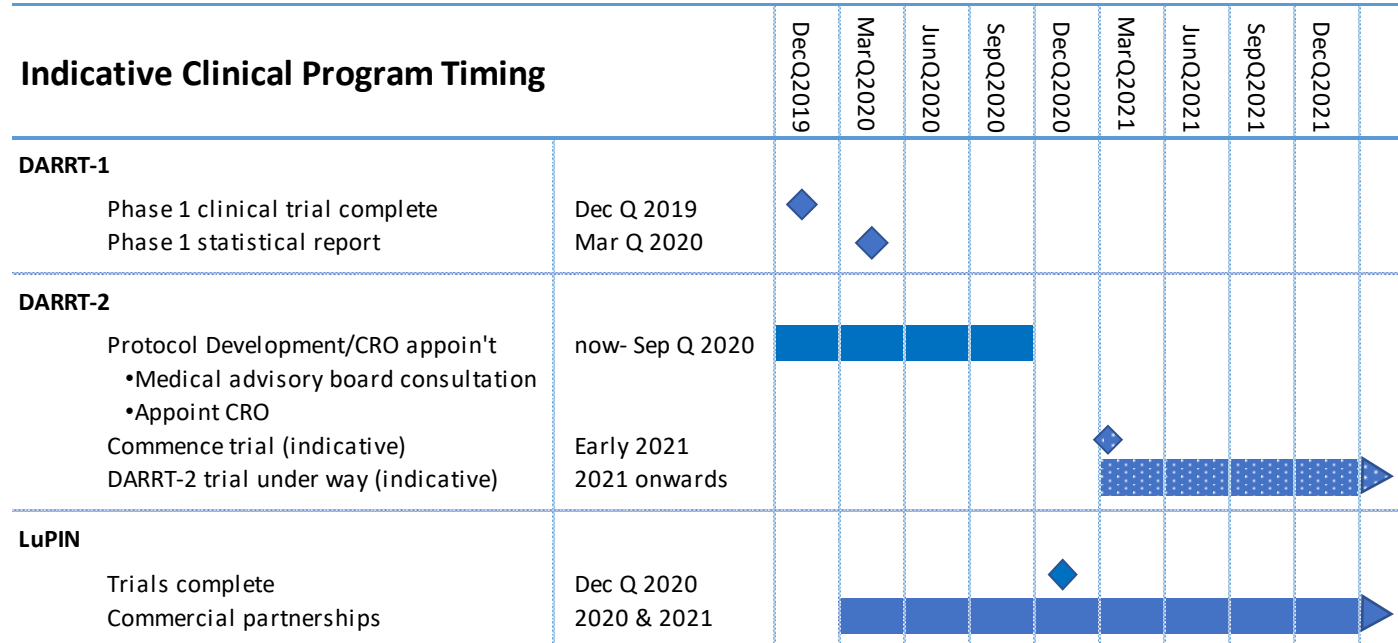 Indicative Clinical Program Timing
DecQ2019
MarQ2020
JunQ2020
SepQ2020
DecQ2020
MarQ2021
JunQ2021
SepQ2021
DecQ2021
DARRT-1
Phase 1 clinical trial complete Dec Q 2019
Phase 1 statistical report Mar Q 2020
DARRT-2
Protocol Development/CRO appoin't now- Sep Q 2020
•Medical advisory board consultation
•Appoint CRO
Commence trial (indicative) Early 2021
DARRT-2 trial under way (indicative) 2021 onwards
LuPIN
Trials complete Dec Q 2020
Commercial partnerships 2020 & 2021